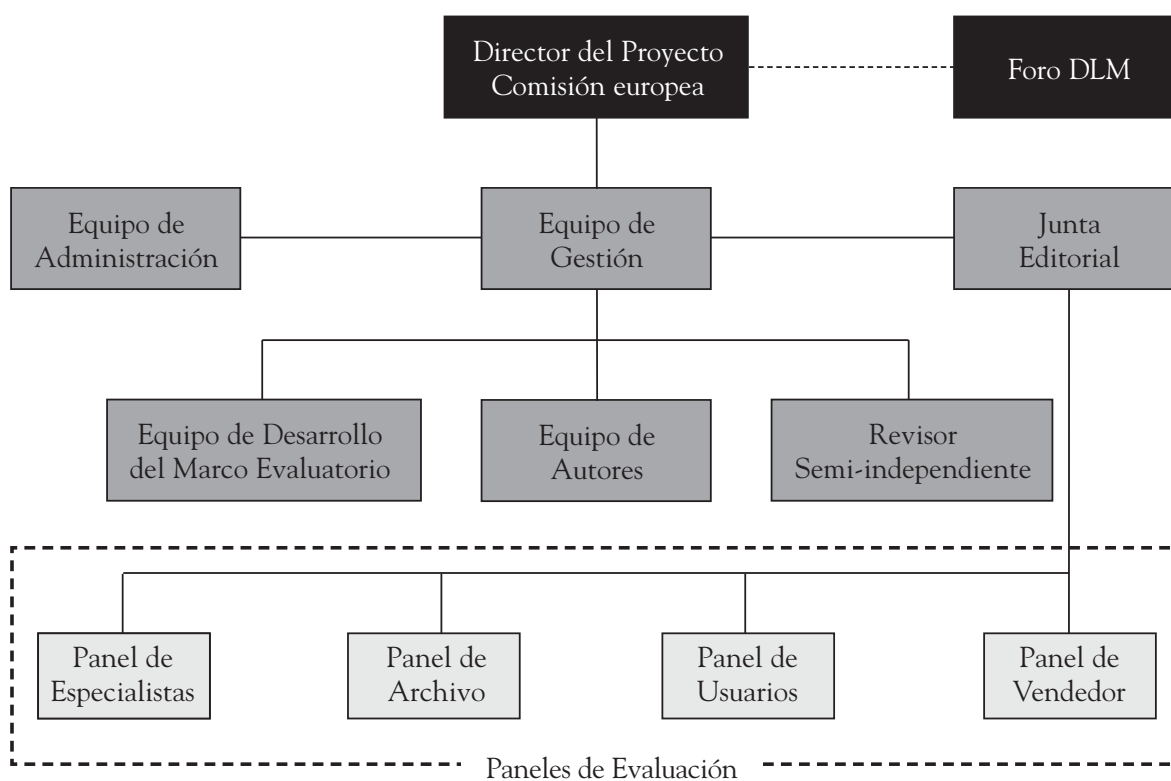 Director del Proyecto
Comisión europea
Foro DLM
Equipo de
Administración
Equipo de
Gestión
Junta
Editorial
Equipo de Desarrollo
del Marco Evaluatorio
Equipo de
Autores
Revisor
Semi-independiente
Panel de
Especialistas
Panel de
Archivo
Panel de
Usuarios
Panel de
Vendedor
Paneles de Evaluación